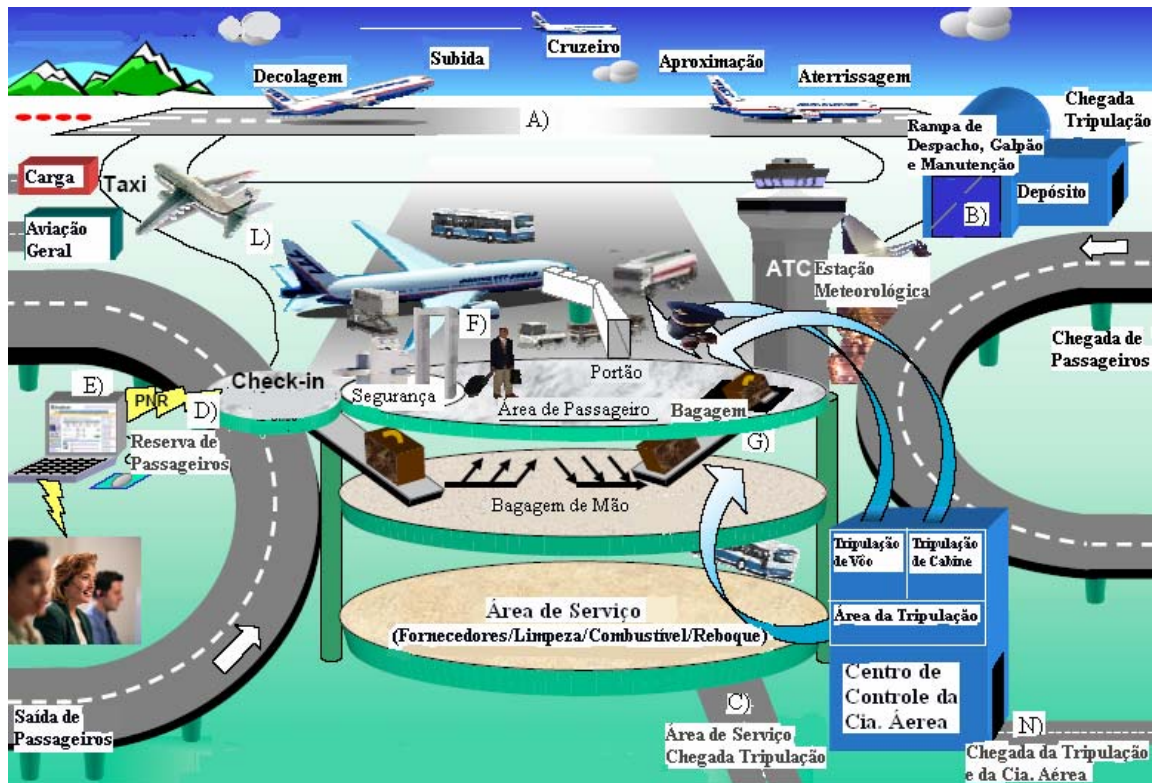 Cruzeiro
Subida
Decolagem
Aproximação
Aterrissagem
A)
Chegada
Tripulação
Rampa de
Despacho, Galpão
e Manutenção
Depósito
B)
Carga
Taxi
Aviação
Geral
L)
777
ATC
Estação
Meteorológica
Chegada de
Passageiros
F)
Portão
Check-in
Segurança
Área de Passageiro
Bagagem
E)
PNR
D)
Reserva de
Passageiros
G)
Bagagem de Mão
Tripulação
de Vôo
Tripulação
de Cabine
Área da Tripulação
Área de Serviço
(Fornecedores/Limpeza/Combustível/Reboque)
Centro de
Controle da
Cia. Áerea
Saída de
Passageiros
C)
Área de Serviço
Chegada Tripulação
N)
Chegada da Tripulação
e da Cia. Aérea